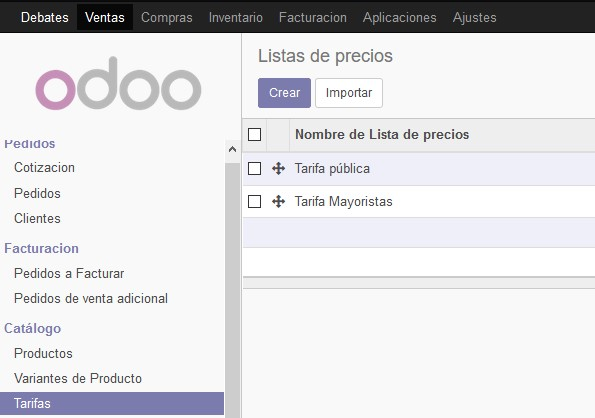 Debates Ventas Compras Inventario Facturacion Aplicaciones Ajustes
odoo
Pedidos
Cotizacion
Pedidos
Clientes
Facturacion
Pedidos a Facturar
Pedidos de venta adicional
Catálogo
Productos
Variantes de Producto
Tarifas
Listas de precios
Crear Importar
Nombre de Lista de precios
Tarifa pública
Tarifa Mayoristas